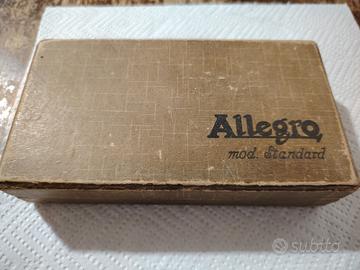 Allegro
mod. Standard
subito